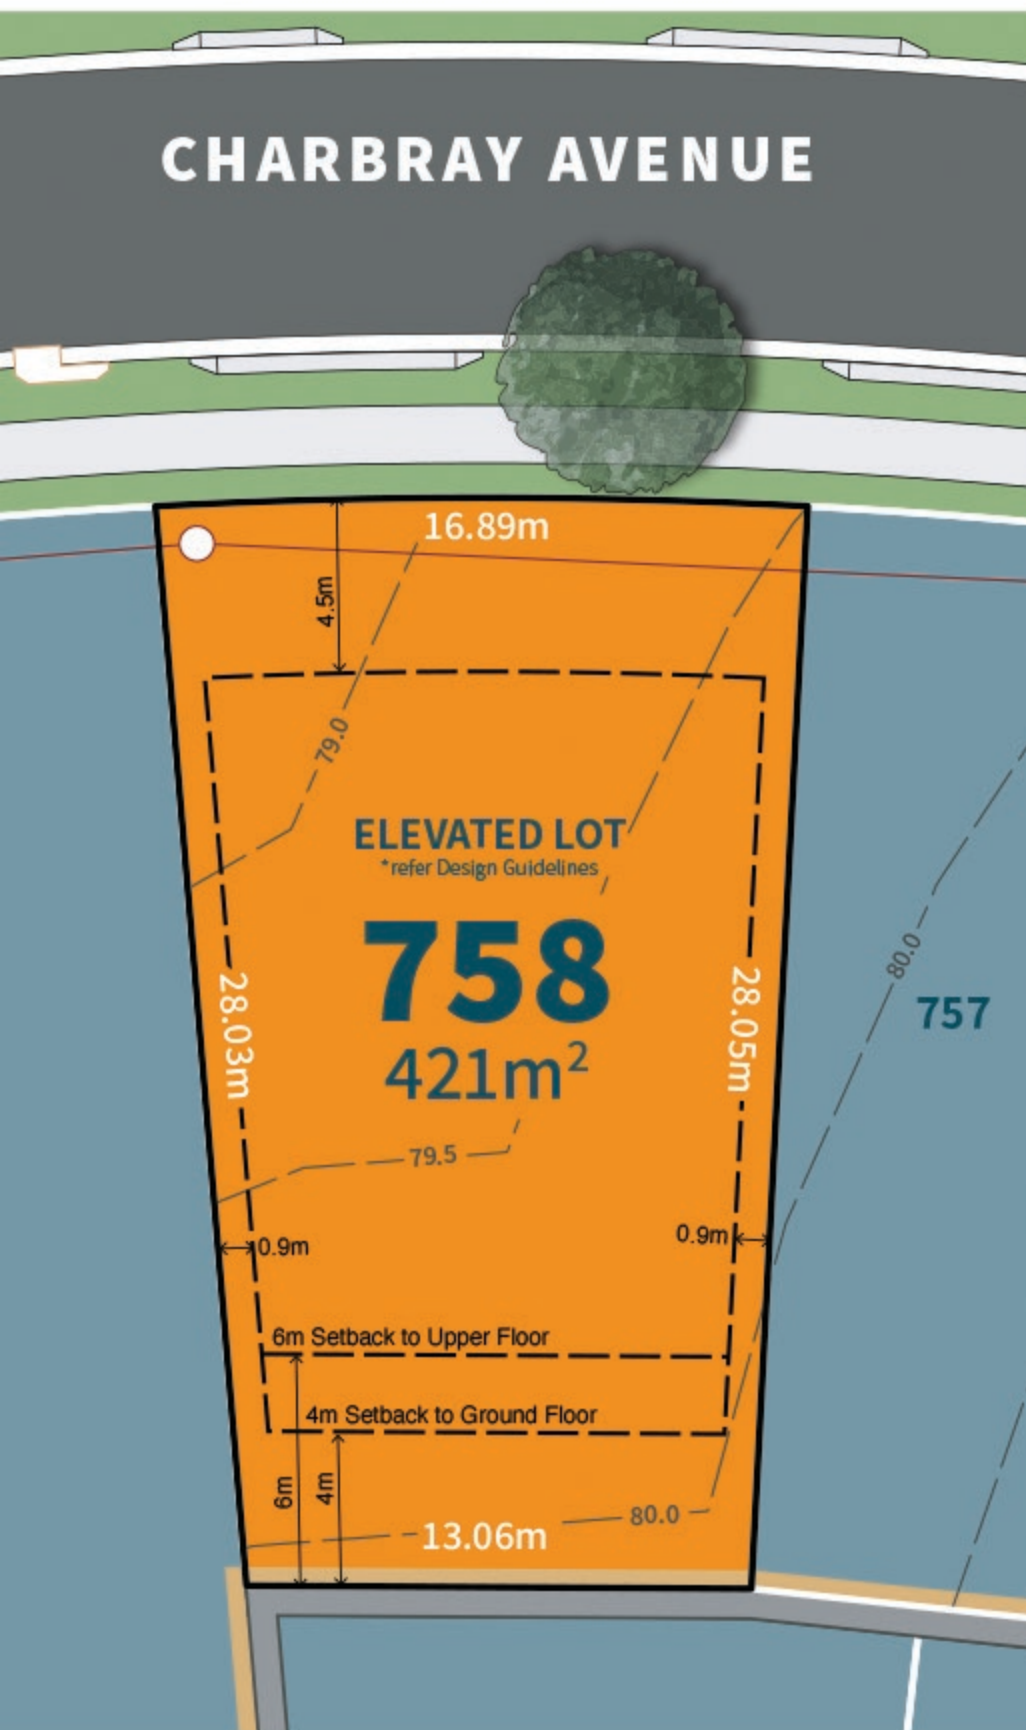 CHARBRAY AVENUE
16.89m
4.5m
79.0
ELEVATED LOT
*refer Design Guidelines
758
421m²
28.03m
28.05m
80.0
757
79.5
0.9m
0.9m
6m Setback to Upper Floor
4m Setback to Ground Floor
6m
4m
80.0
13.06m